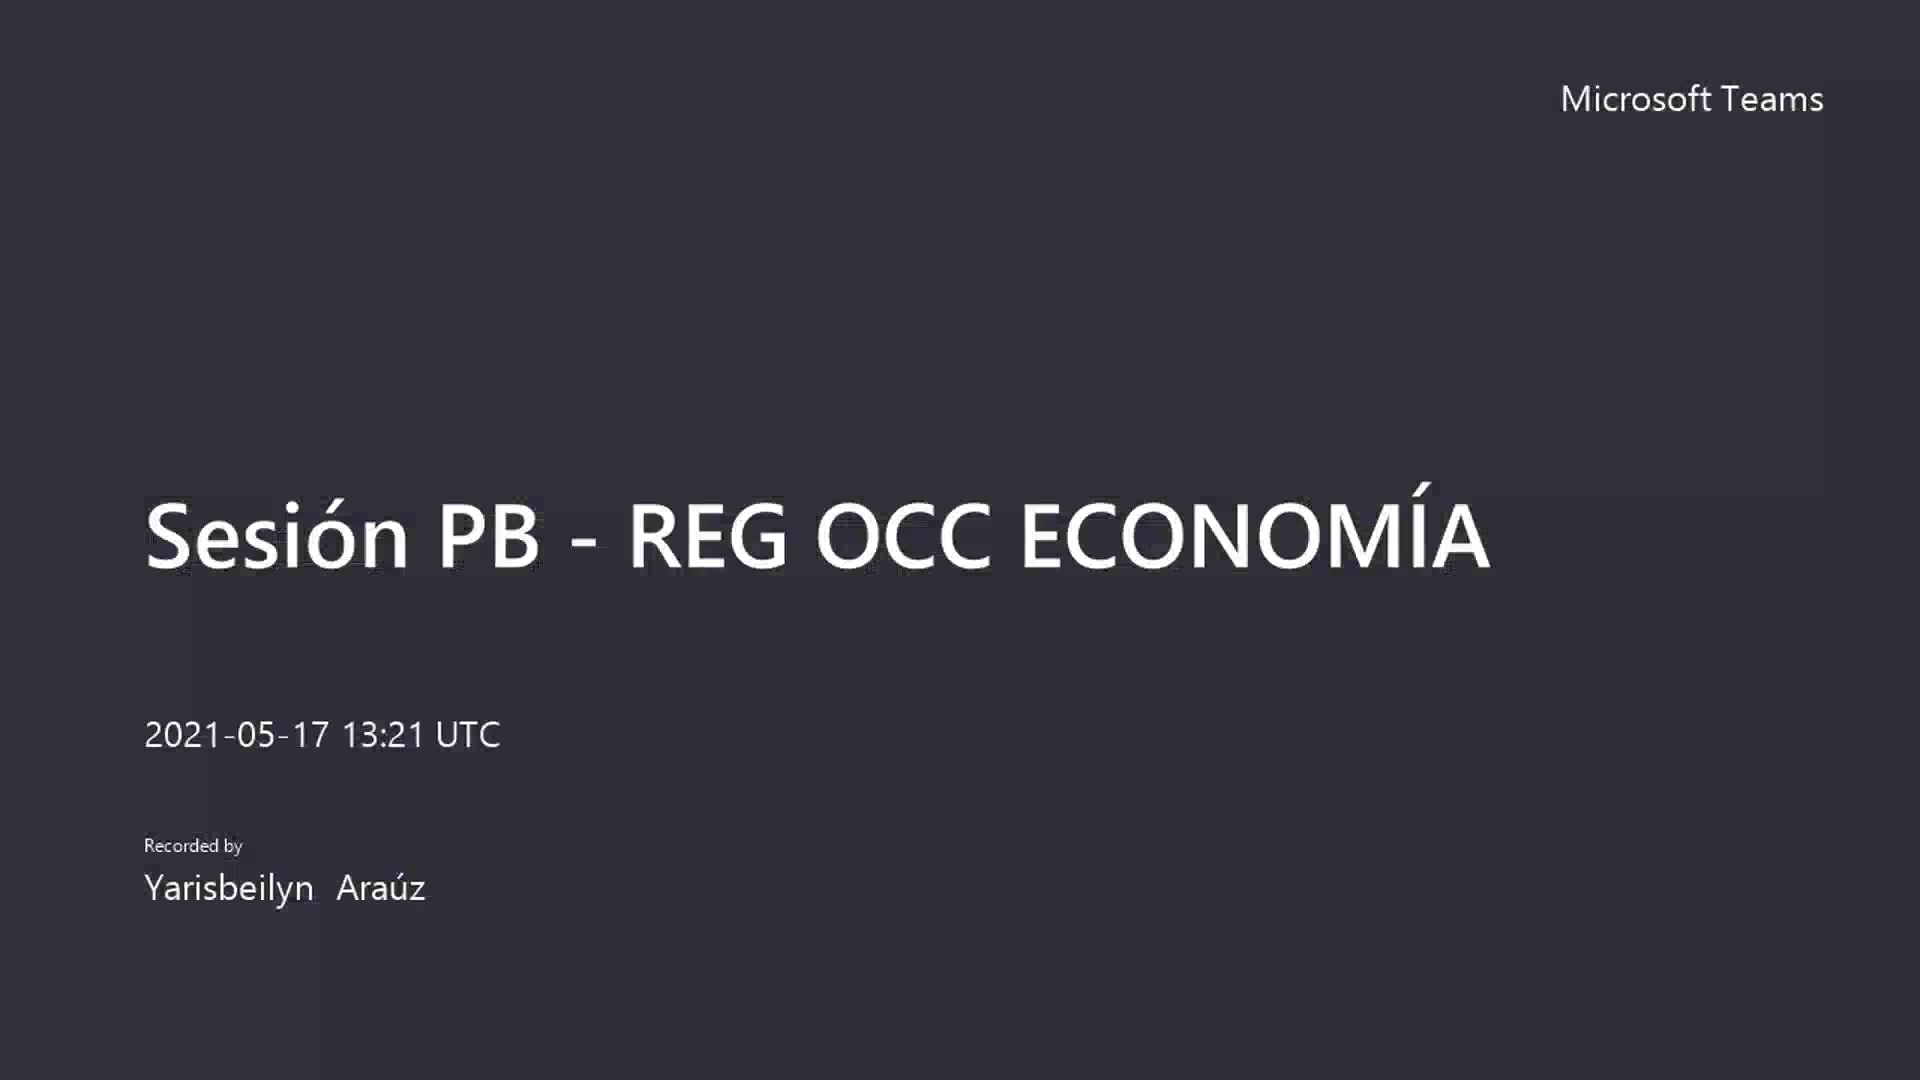 Microsoft Teams
Sesión PB - REG OCC ECONOMÍA
2021-05-17 13:21 UTC
Recorded by
Yarisbeilyn Araúz